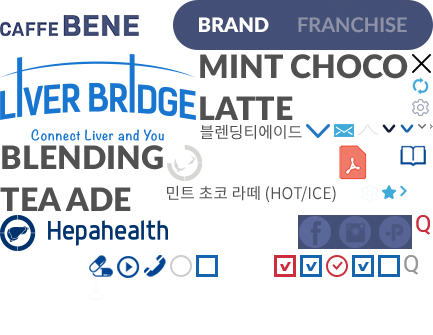 CAFFE BENE
BRAND FRANCHISE
MINT CHOCO
LATTE
LIVER BRIDGE
Connect Liver and You
블렌딩티에이드
BLENDING
TEA ADE
민트 초코 라떼 (HOT/ICE)
Hepahealth